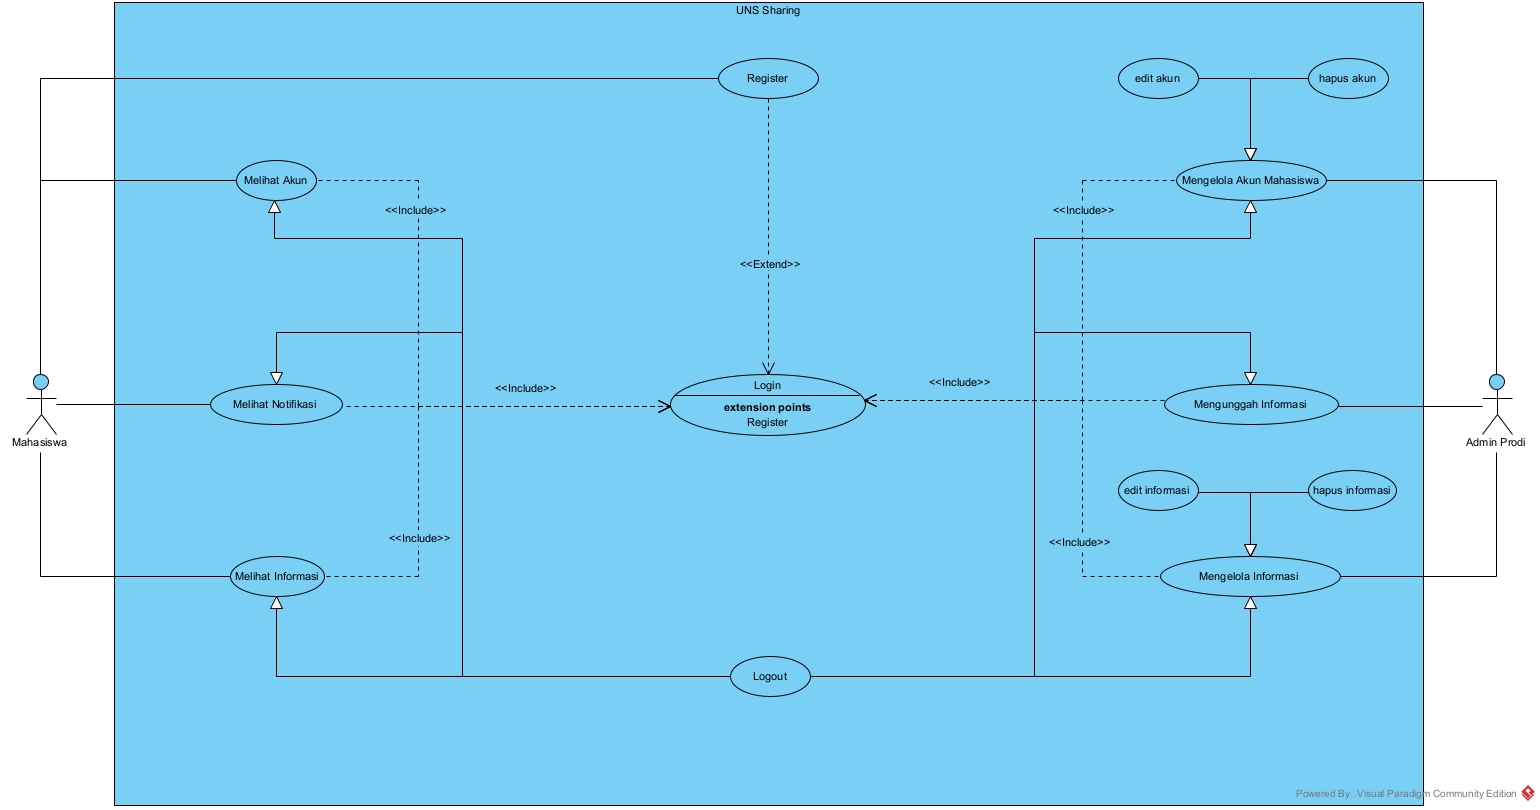 UNS Sharing
Register
edit akun
hapus akun
Melihat Akun
Mengelola Akun Mahasiswa
<<Include>>
<<Include>>
<<Extend>>
Mahasiswa
Melihat Notifikasi
<<Include>>
Login
extension points
Register
<<Include>>
Mengunggah Informasi
Admin Prodi
edit informasi
hapus informasi
<<Include>>
<<Include>>
Melihat Informasi
Mengelola Informasi
Logout
Powered By Visual Paradigm Community Edition